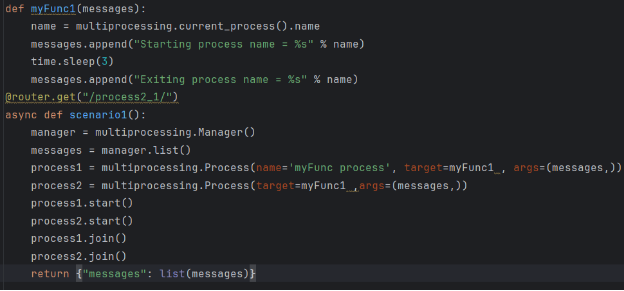 def myFunc1(messages):
    name = multiprocessing.current_process().name
    messages.append("Starting process name = %s" % name)
    time.sleep(3)
    messages.append("Exiting process name = %s" % name)
@router.get("/process2_1/")
async def scenario1():
    manager = multiprocessing.Manager()
    messages = manager.list()
    process1 = multiprocessing.Process(name='myFunc process', target=myFunc1_, args=(messages,))
    process2 = multiprocessing.Process(target=myFunc1_,args=(messages,))
    process1.start()
    process2.start()
    process1.join()
    process2.join()
    return {"messages": list(messages)}